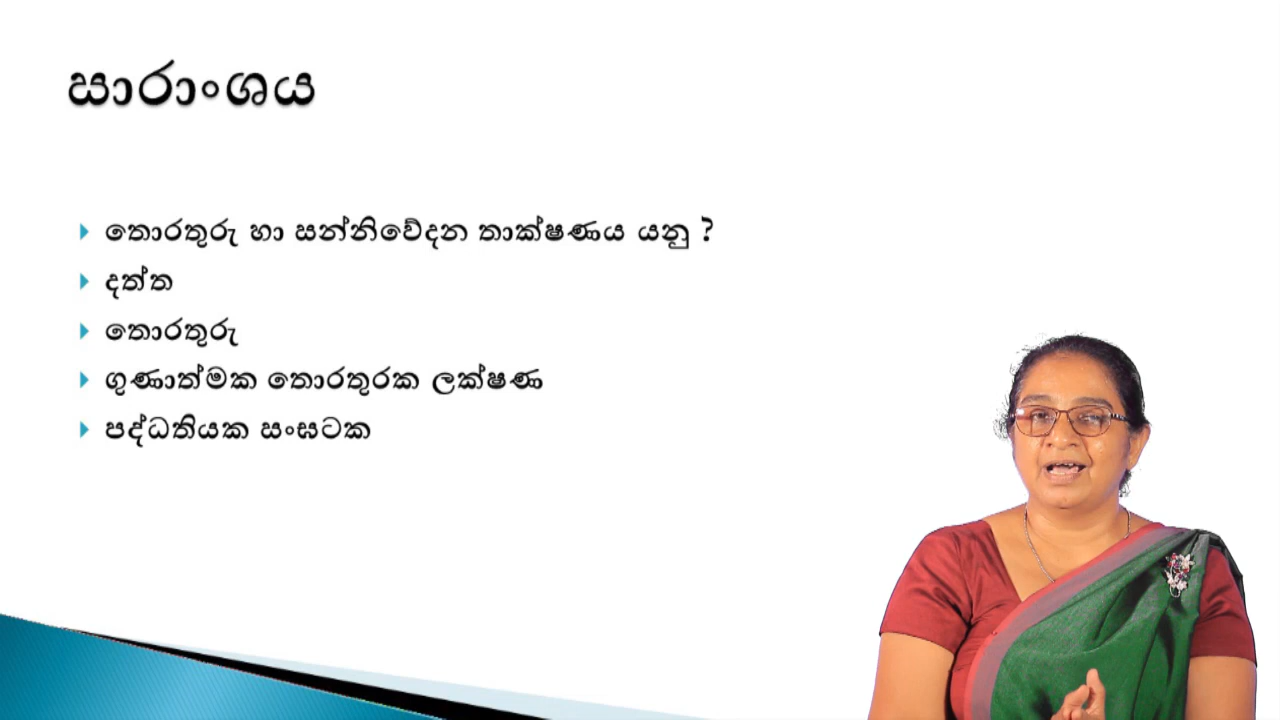 සාරාංශය
තොරතුරු හා සන්නිවේදන තාක්ෂණය යනු ?
දත්ත
තොරතුරු
ගුණාත්මක තොරතුරක ලක්ෂණ
පද්ධතියක සංඝටක